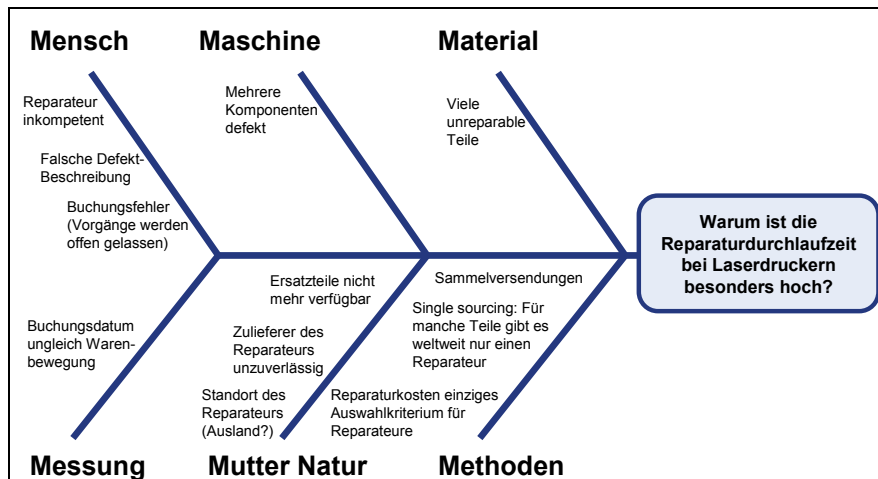 Mensch
Maschine
Material
Reparateur
inkompetent
Falsche Defekt-
Beschreibung
Buchungsfehler
(Vorgänge werden
offen gelassen)
Mehrere
Komponenten
defekt
Viele
unreparable
Teile
Warum ist die
Reparaturdurchlaufzeit
bei Laserdruckern
besonders hoch?
Buchungsdatum
ungleich Waren-
bewegung
Ersatzteile nicht
mehr verfügbar
Zulieferer des
Reparateurs
unzuverlässig
Standort des
Reparateurs
(Ausland?)
Sammelversendungen
Single sourcing: Für
manche Teile gibt es
weltweit nur einen
Reparateur
Reparaturkosten einziges
Auswahlkriterium für
Reparateure
Messung
Mutter Natur
Methoden